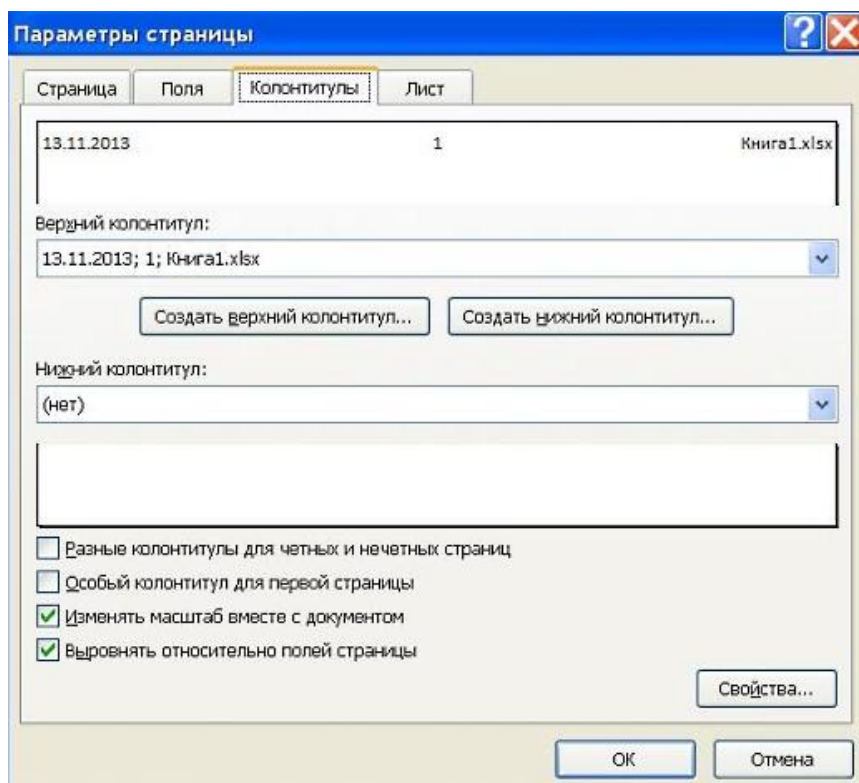 Параметры страницы
Страница Поля Колонтитулы Лист
13.11.2013 1 Книга1.xlsx
Верхний колонтитул:
13.11.2013; 1; Книга1.xlsx
Создать верхний колонтитул... Создать нижний колонтитул...
Нижний колонтитул:
(нет)
Разные колонтитулы для четных и нечетных страниц
Особый колонтитул для первой страницы
Изменять масштаб вместе с документом
Выровнять относительно полей страницы
Свойства...
ОК Отмена